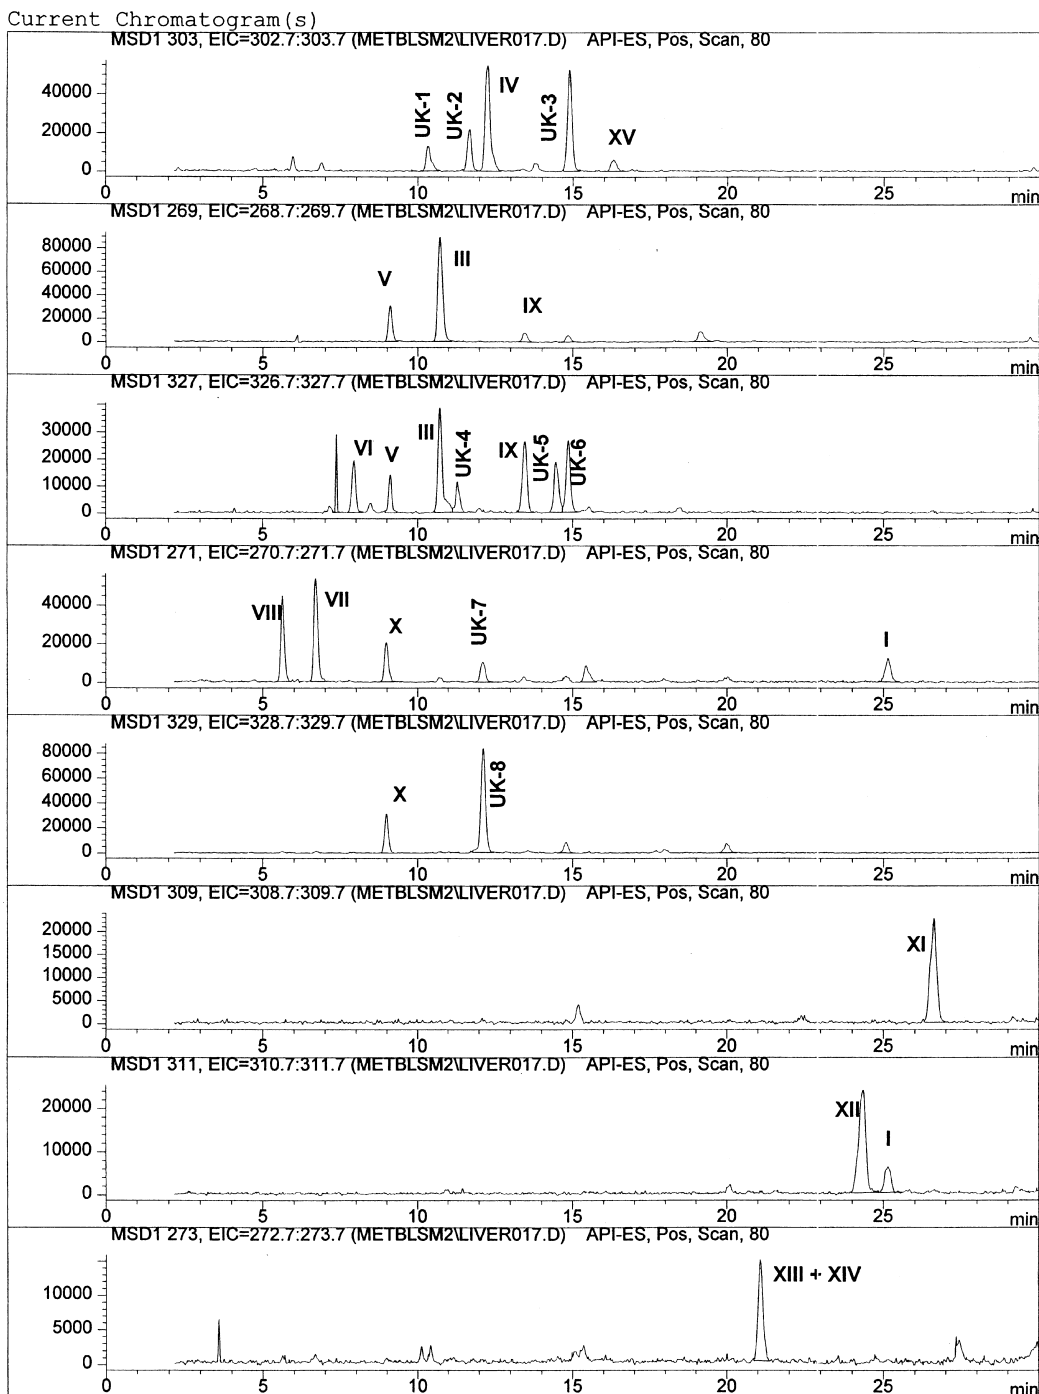 Current Chromatogram(s)
MSD1 303, EIC=302.7:303.7 (METBLSM2\LIVER017.D) API-ES, Pos, Scan, 80
40000
20000
0
UK-1
UK-2
IV
UK-3
XV
0 5 10 15 20 25 min
MSD1 269, EIC=268.7:269.7 (METBLSM2\LIVER017.D) API-ES, Pos, Scan, 80
80000
60000
40000
20000
0
V
III
IX
0 5 10 15 20 25 min
MSD1 327, EIC=326.7:327.7 (METBLSM2\LIVER017.D) API-ES, Pos, Scan, 80
30000
20000
10000
0
VI
V
III
UK-4
IX
UK-5
UK-6
0 5 10 15 20 25 min
MSD1 271, EIC=270.7:271.7 (METBLSM2\LIVER017.D) API-ES, Pos, Scan, 80
40000
20000
0
VIII
VII
X
UK-7
I
0 5 10 15 20 25 min
MSD1 329, EIC=328.7:329.7 (METBLSM2\LIVER017.D) API-ES, Pos, Scan, 80
80000
60000
40000
20000
0
X
UK-8
0 5 10 15 20 25 min
MSD1 309, EIC=308.7:309.7 (METBLSM2\LIVER017.D) API-ES, Pos, Scan, 80
20000
15000
10000
5000
0
XI
0 5 10 15 20 25 min
MSD1 311, EIC=310.7:311.7 (METBLSM2\LIVER017.D) API-ES, Pos, Scan, 80
20000
10000
0
XII
I
0 5 10 15 20 25 min
MSD1 273, EIC=272.7:273.7 (METBLSM2\LIVER017.D) API-ES, Pos, Scan, 80
10000
5000
0
XIII + XIV
0 5 10 15 20 25 min